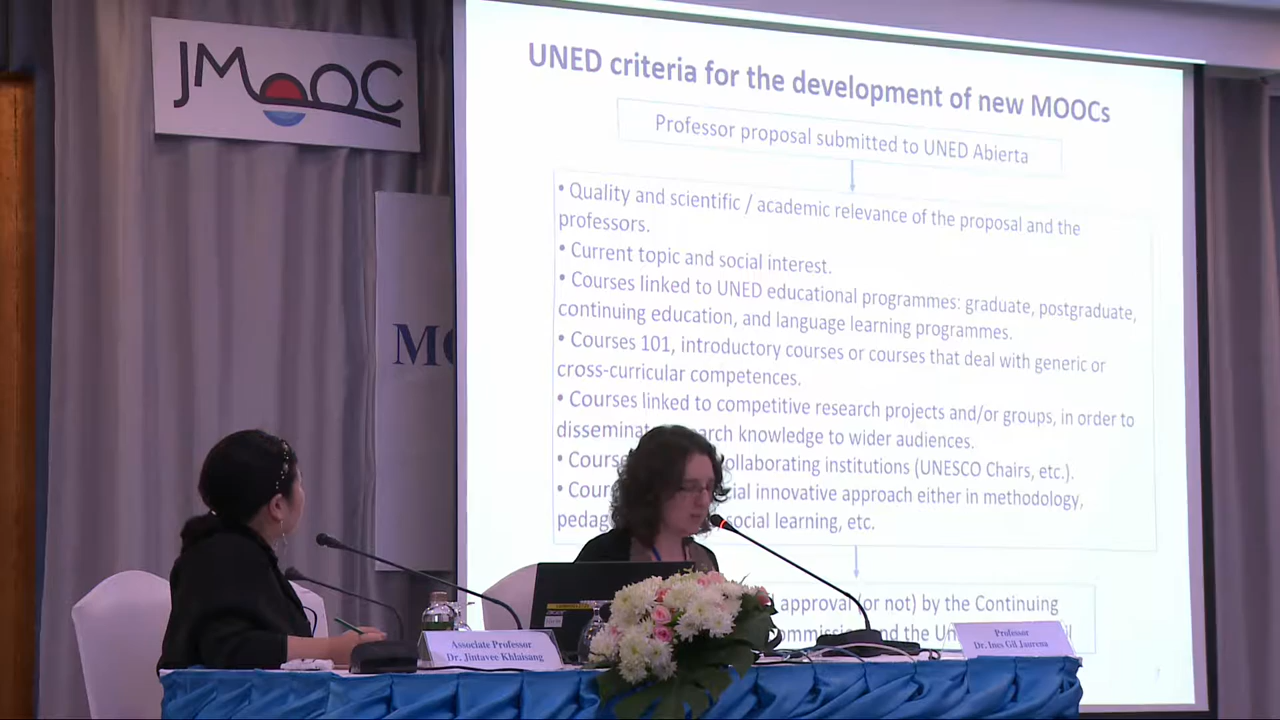 JMOOC
UNED criteria for the development of new MOOCs
Professor proposal submitted to UNED Abierta
• Quality and scientific / academic relevance of the proposal and the
professors.
• Current topic and social interest.
• Courses linked to UNED educational programmes: graduate, postgraduate,
continuing education, and language learning programmes.
• Courses 101, introductory courses or courses that deal with generic or
cross-curricular competences.
• Courses linked to competitive research projects and/or groups, in order to
knowledge to wider audiences.
• collaborating institutions (UNESCO Chairs, etc.).
• innovative approach either in methodology,
social learning, etc.
approval (or not) by the Continuing
and the
acer
Associate Professor
Dr. Jintavee Khlaisang
Professor
Dr. Ines Gil Jaurena